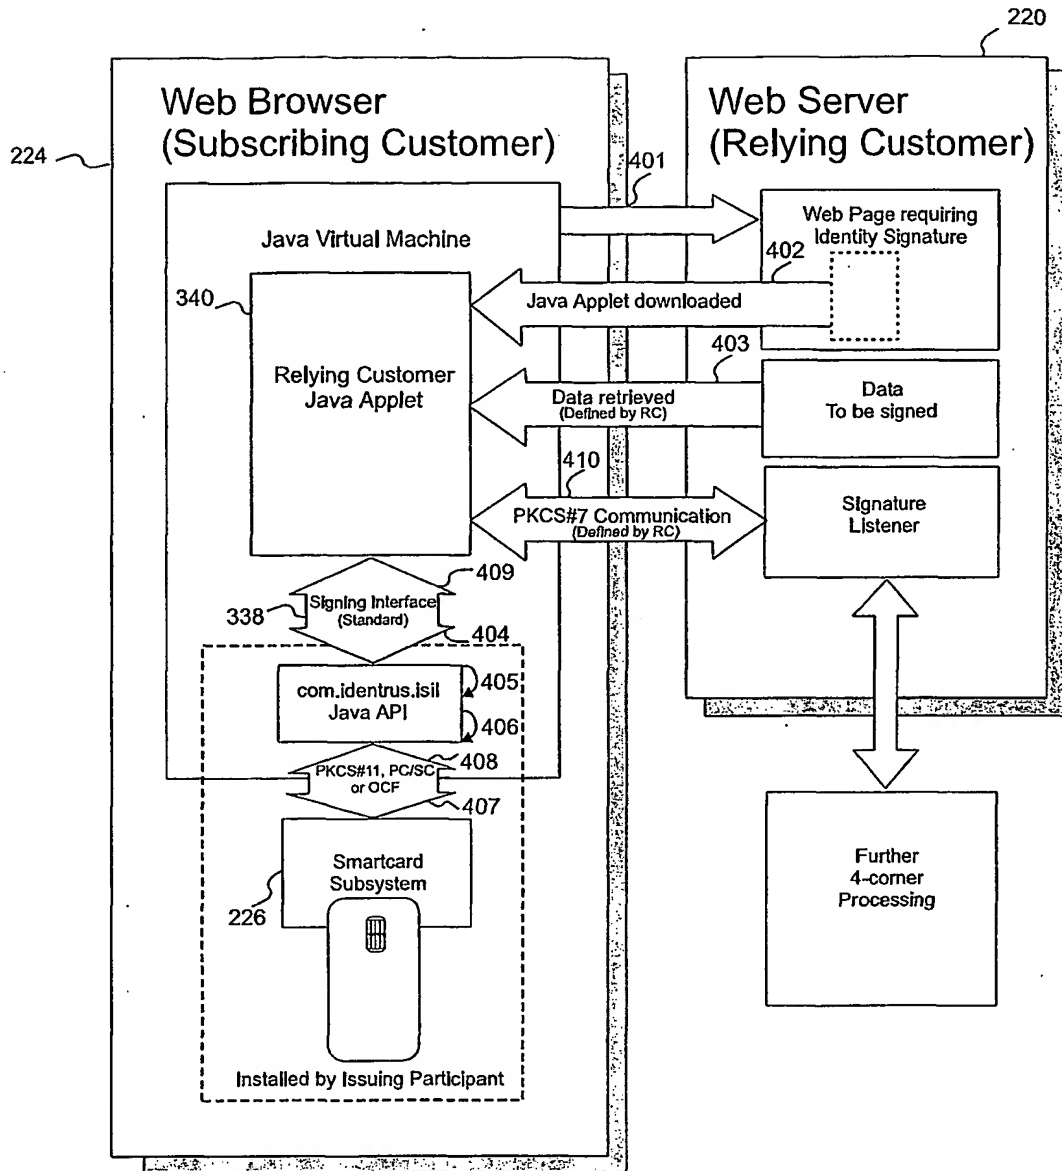 220
Web Browser
(Subscribing Customer)
Web Server
(Relying Customer)
224
401
Java Virtual Machine
Web Page requiring
Identity Signature
402
340
Java Applet downloaded
403
Relying Customer
Java Applet
Data retrieved
(Defined by RC)
Data
To be signed
410
PKCS#7 Communication
(Defined by RC)
Signature
Listener
409
338
Signing Interface
(Standard)
404
com.identrus.isil
Java API
405
406
408
PKCS#11, PC/SC
or OCF
407
Smartcard
Subsystem
226
Further
4-corner
Processing
Installed by Issuing Participant